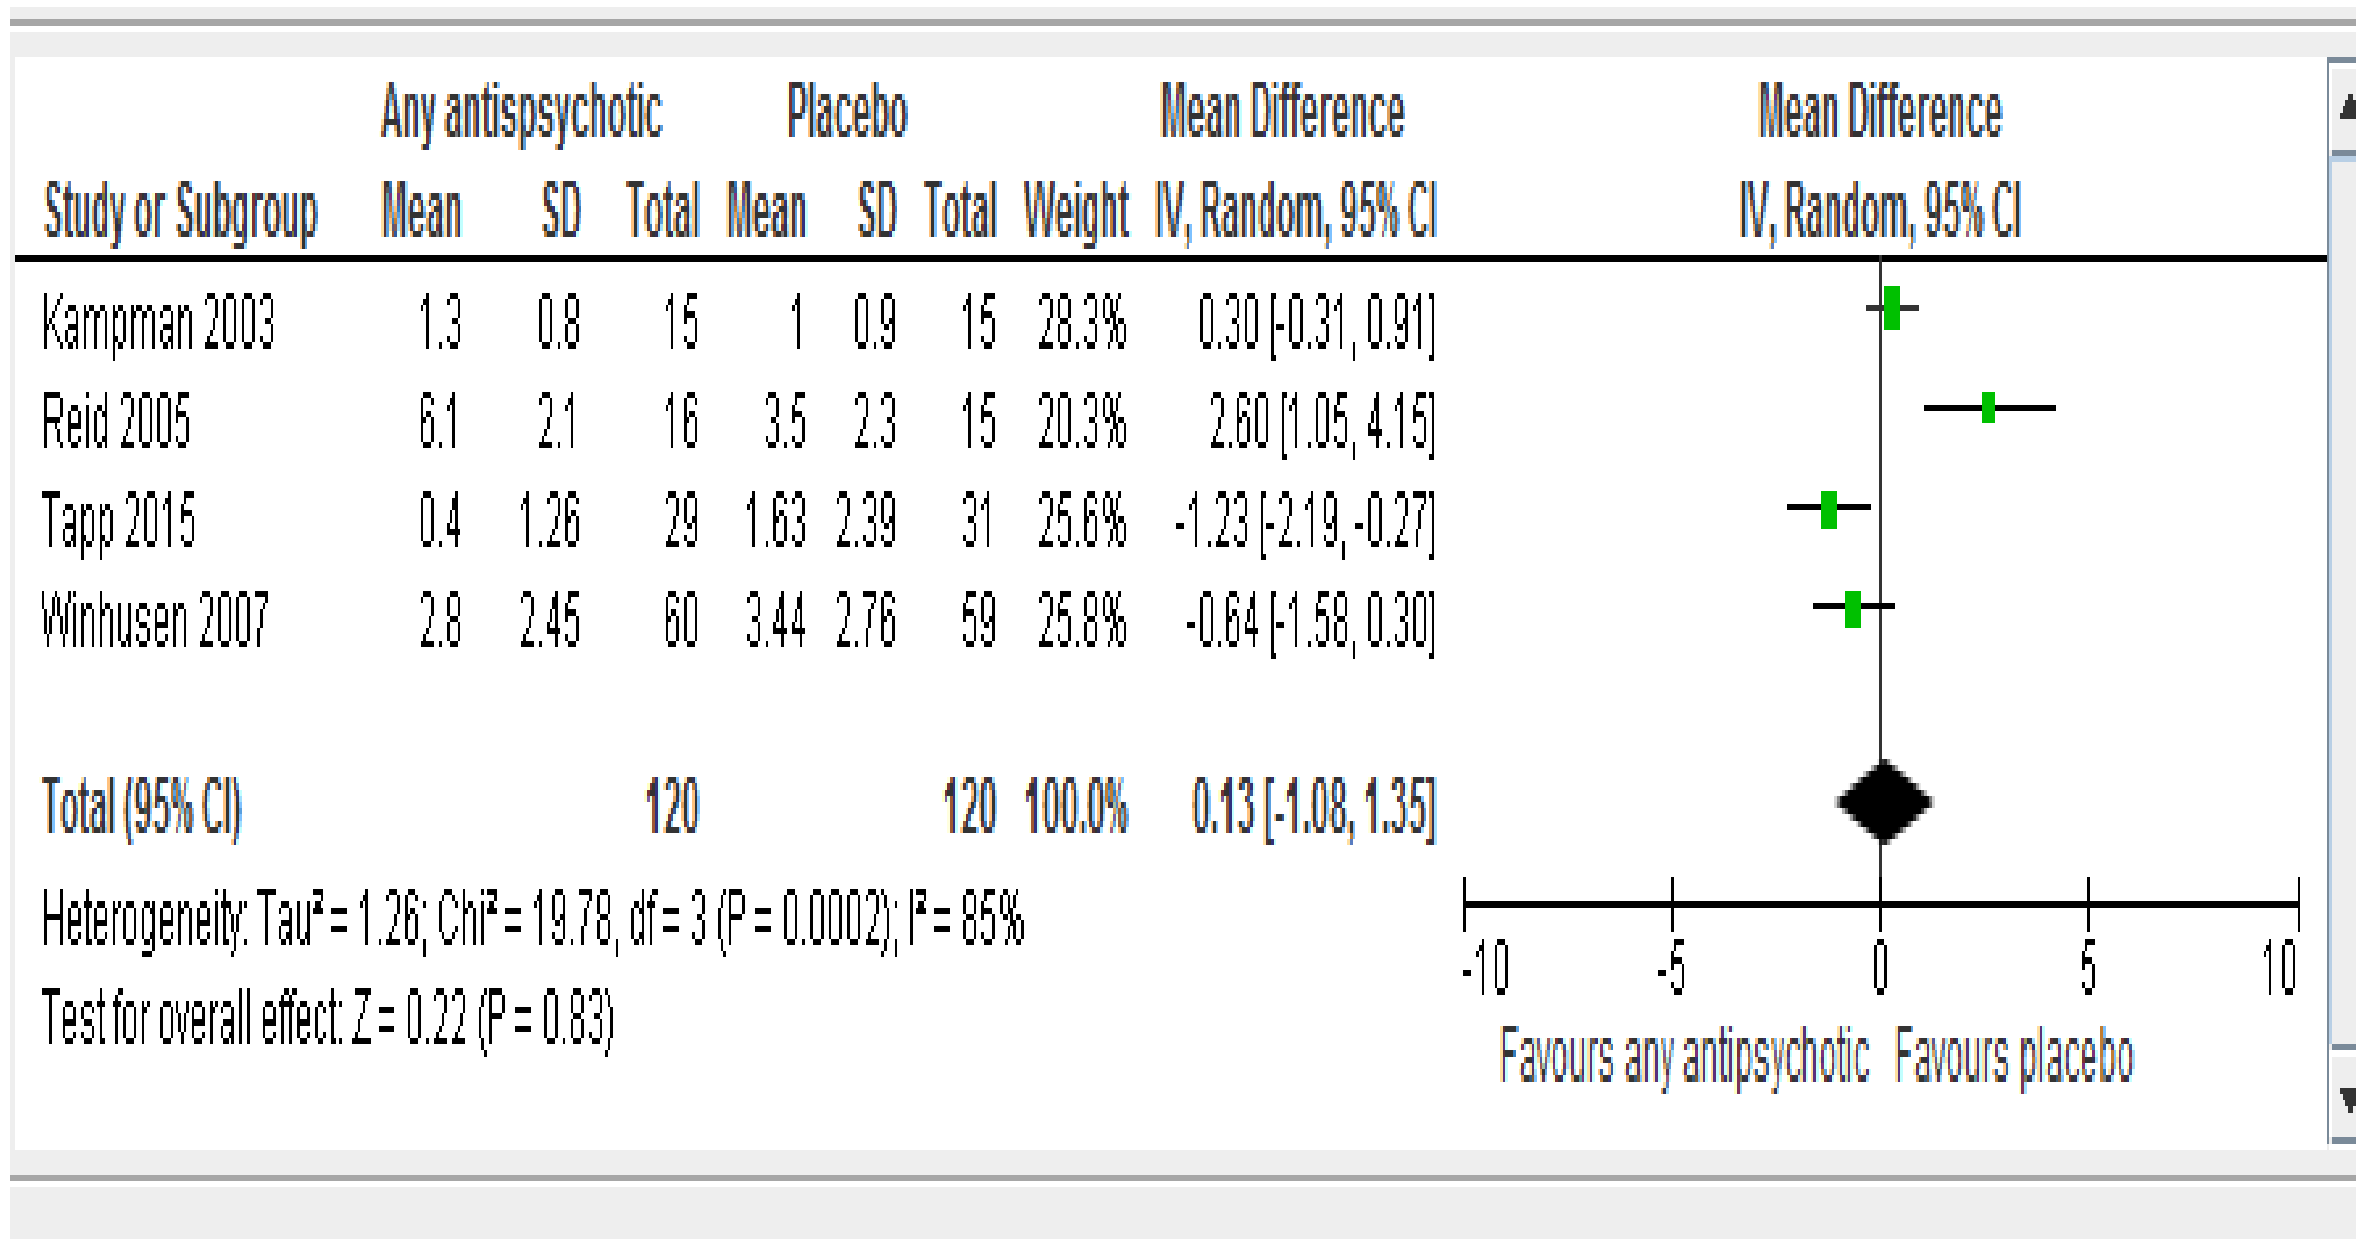 Any antispsychotic Placebo Mean Difference Mean Difference
Study or Subgroup Mean SD Total Mean SD Total Weight IV, Random, 95% CI IV, Random, 95% CI
Kampman 2003 1.3 0.8 15 1 0.9 15 28.3% 0.30 [-0.31, 0.91]
Reid 2005 6.1 2.1 16 3.5 2.3 15 20.3% 2.60 [1.05, 4.15]
Tapp 2015 0.4 1.26 29 1.63 2.39 31 25.6% -1.23 [-2.19, -0.27]
Winhusen 2007 2.8 2.45 60 3.44 2.76 59 25.8% -0.64 [-1.58, 0.30]
Total (95% CI) 120 120 100.0% 0.13 [-1.08, 1.35]
Heterogeneity: Tau² = 1.26; Chi² = 19.78, df = 3 (P = 0.0002); I² = 85%
Test for overall effect: Z = 0.22 (P = 0.83)
-10 -5 0 5 10
Favours any antipsychotic Favours placebo